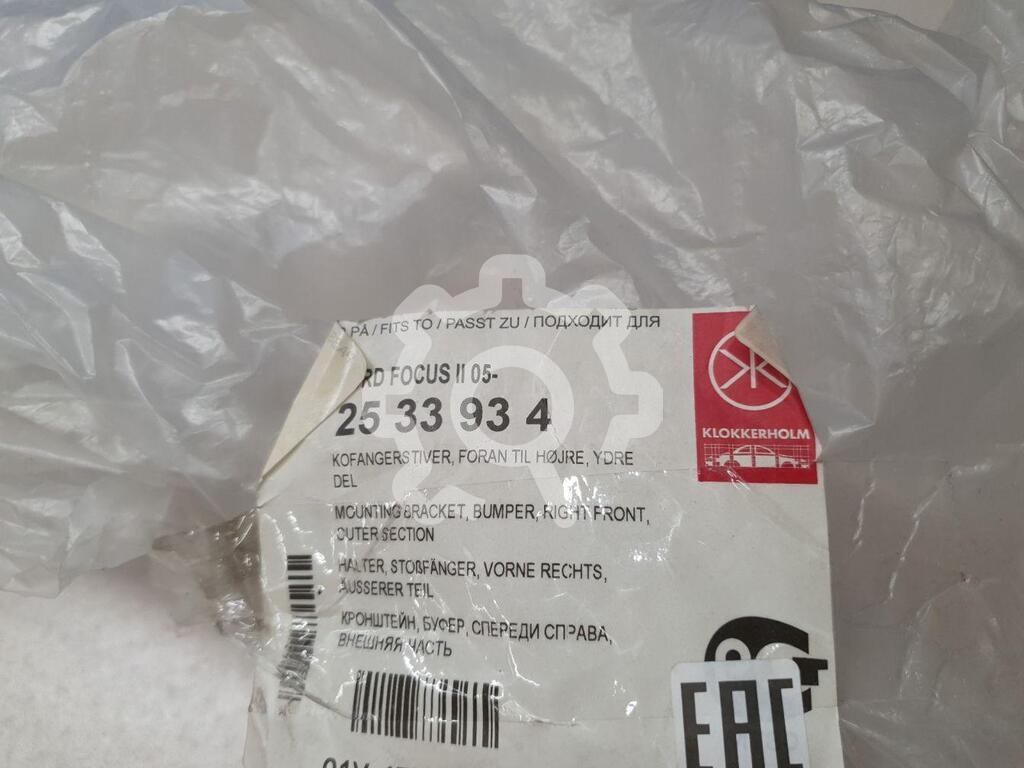 PÅ / FITS TO / PASST ZU / ПОДХОДИТ ДЛЯ
RD FOCUS II 05-
25 33 93 4
KOFANGERSTIVER, FORAN TIL HØJRE, YDRE
DEL
MOUNTING BRACKET, BUMPER, RIGHT FRONT,
OUTER SECTION
HALTER, STOßFÄNGER, VORNE RECHTS,
ÄUSSERER TEIL
КРОНШТЕЙН, БУФЕР, СПЕРЕДИ СПРАВА,
ВНЕШНЯЯ ЧАСТЬ
KLOKKERHOLM
EAC